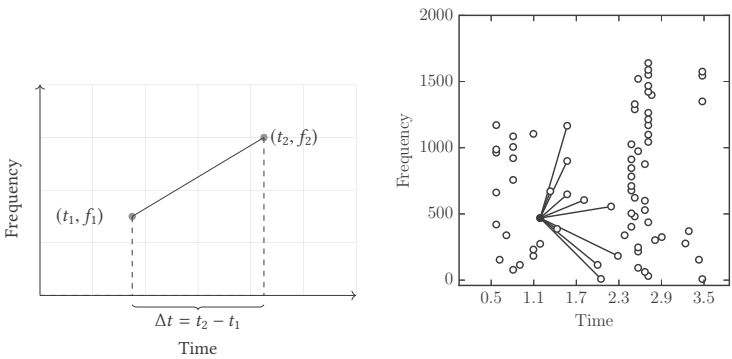 Frequency
(t₁, f₁)
(t₂, f₂)
Δt = t₂ − t₁
Time
Frequency
2000
1500
1000
500
0
0.5 1.1 1.7 2.3 2.9 3.5
Time